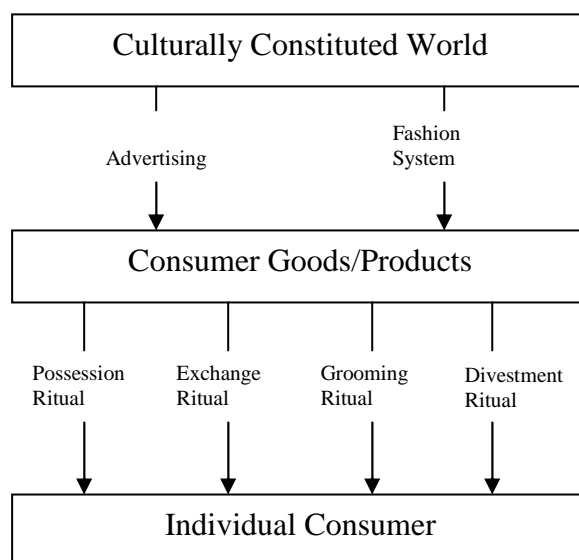 Culturally Constituted World
Advertising
Fashion
System
Consumer Goods/Products
Possession
Ritual
Exchange
Ritual
Grooming
Ritual
Divestment
Ritual
Individual Consumer